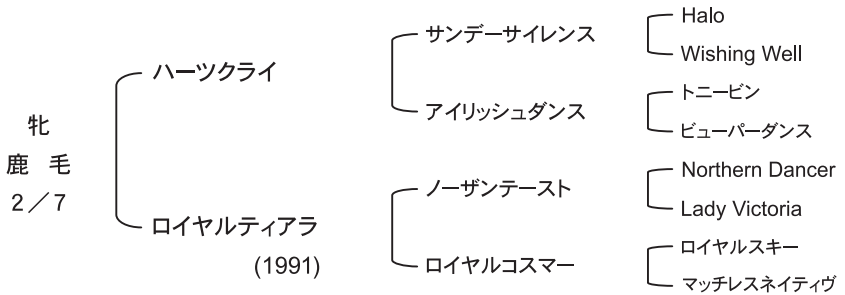 牝
鹿 毛
2／7
ハーツクライ
ロイヤルティアラ
(1991)
サンデーサイレンス
アイリッシュダンス
ノーザンテースト
ロイヤルコスマー
Halo
Wishing Well
トニービン
ビューパーダンス
Northern Dancer
Lady Victoria
ロイヤルスキー
マッチレスネイティヴ